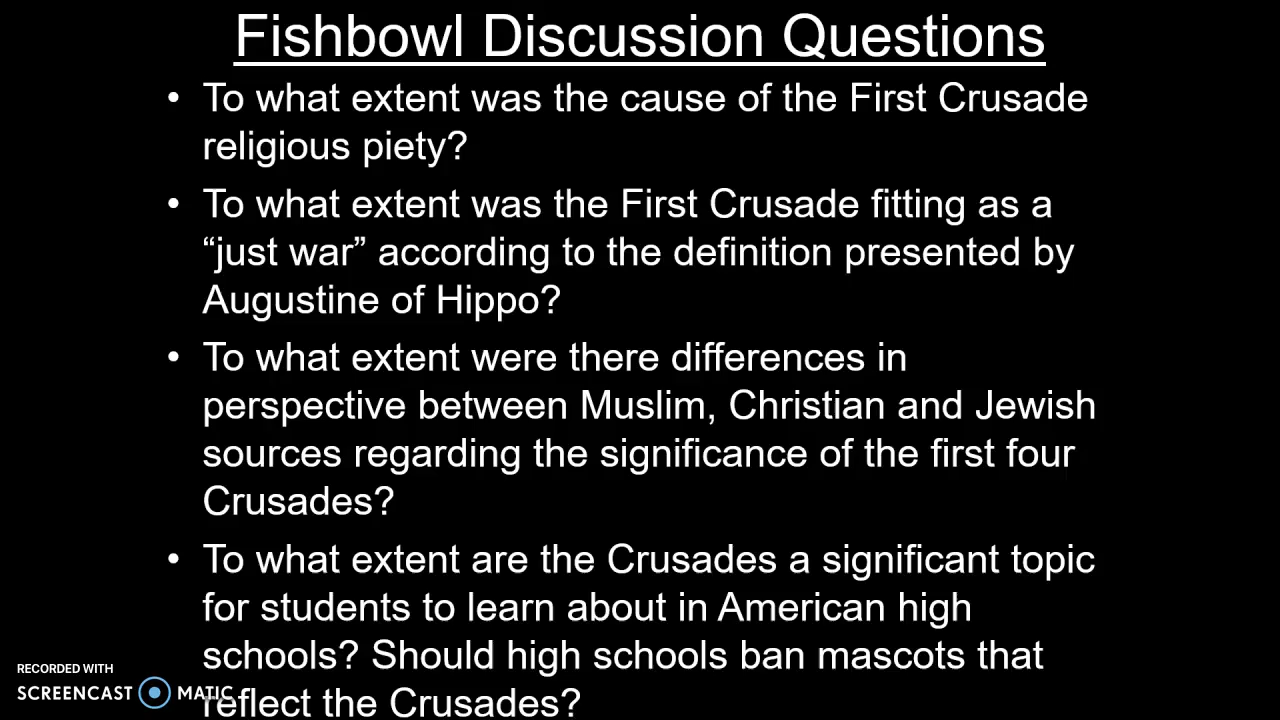 Fishbowl Discussion Questions
• To what extent was the cause of the First Crusade
religious piety?
• To what extent was the First Crusade fitting as a
“just war” according to the definition presented by
Augustine of Hippo?
• To what extent were there differences in
perspective between Muslim, Christian and Jewish
sources regarding the significance of the first four
Crusades?
• To what extent are the Crusades a significant topic
for students to learn about in American high
schools? Should high schools ban mascots that
reflect the Crusades?
RECORDED WITH
SCREENCAST MATIC